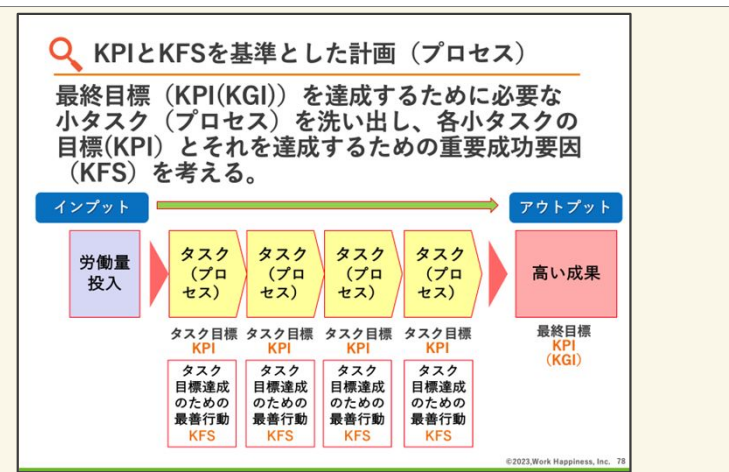 KPIとKFSを基準とした計画（プロセス）
最終目標（KPI(KGI)）を達成するために必要な
小タスク（プロセス）を洗い出し、各小タスクの
目標(KPI）とそれを達成するための重要成功要因
（KFS）を考える。
インプット
アウトプット
労働量
投入
タスク
（プロ
セス）
タスク
（プロ
セス）
タスク
（プロ
セス）
タスク
（プロ
セス）
高い成果
タスク目標
KPI
タスク目標
KPI
タスク目標
KPI
タスク目標
KPI
最終目標
KPI
（KGI）
タスク
目標達成
のための
最善行動
KFS
タスク
目標達成
のための
最善行動
KFS
タスク
目標達成
のための
最善行動
KFS
タスク
目標達成
のための
最善行動
KFS
©2023,Work Happiness, Inc. 78